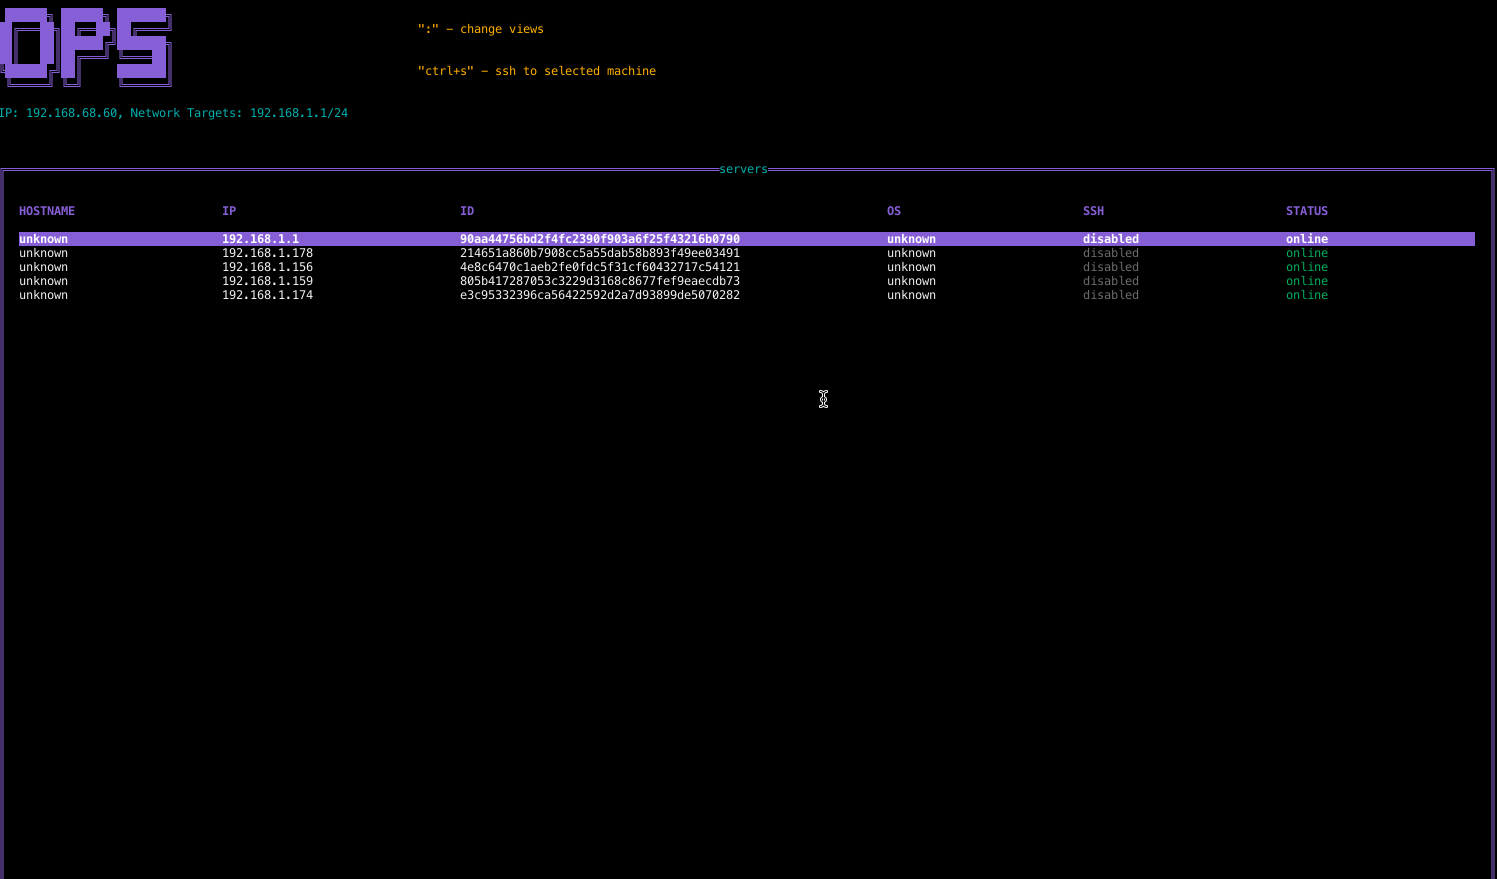 OPS
":" – change views
"ctrl+s" – ssh to selected machine
IP: 192.168.68.60, Network Targets: 192.168.1.1/24
servers
HOSTNAME IP ID OS SSH STATUS
unknown 192.168.1.1 90aa44756bd2f4fc2390f903a6f25f43216b0790 unknown disabled online
unknown 192.168.1.178 214651a860b7908cc5a55dab58b893f49ee03491 unknown disabled online
unknown 192.168.1.156 4e8c6470c1aeb2fe0fdc5f31cf60432717c54121 unknown disabled online
unknown 192.168.1.159 805b417287053c3229d3168c8677fef9eaecdb73 unknown disabled online
unknown 192.168.1.174 e3c95332396ca56422592d2a7d93899de5070282 unknown disabled online